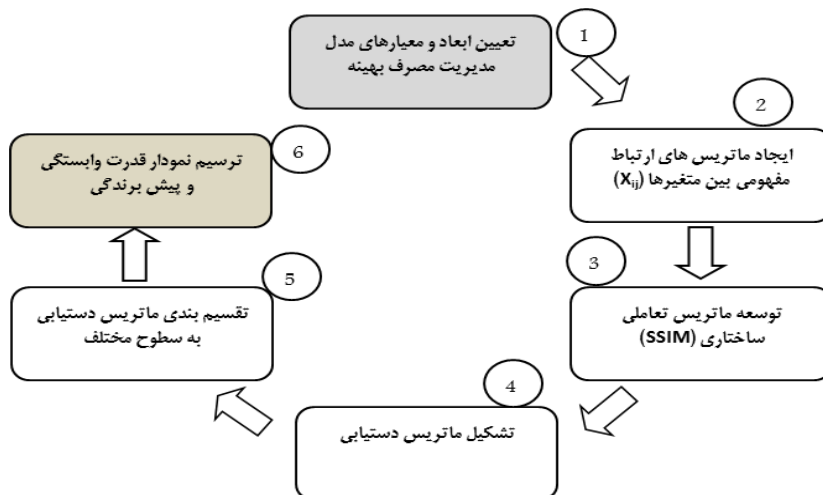 1
تعیین ابعاد و معیارهای مدل
مدیریت مصرف بهینه
2
ایجاد ماتریس های ارتباط
مفهومی بین متغیرها (Xij)
3
توسعه ماتریس تعاملی
ساختاری (SSIM)
4
تشکیل ماتریس دستیابی
5
تقسیم بندی ماتریس دستیابی
به سطوح مختلف
6
ترسیم نمودار قدرت وابستگی
و پیش برندگی